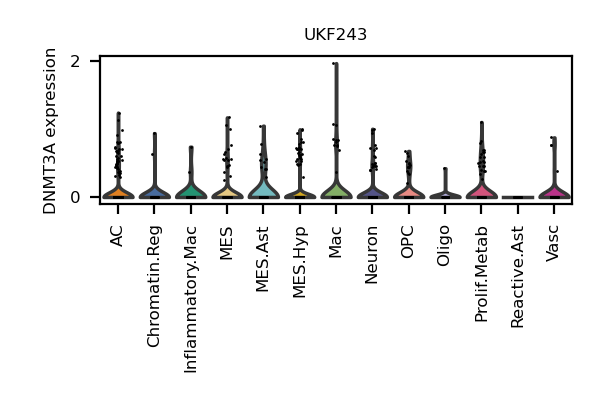 UKF243
DNMT3A expression
2
0
AC
Chromatin.Reg
Inflammatory.Mac
MES
MES.Ast
MES.Hyp
Mac
Neuron
OPC
Oligo
Prolif.Metab
Reactive.Ast
Vasc